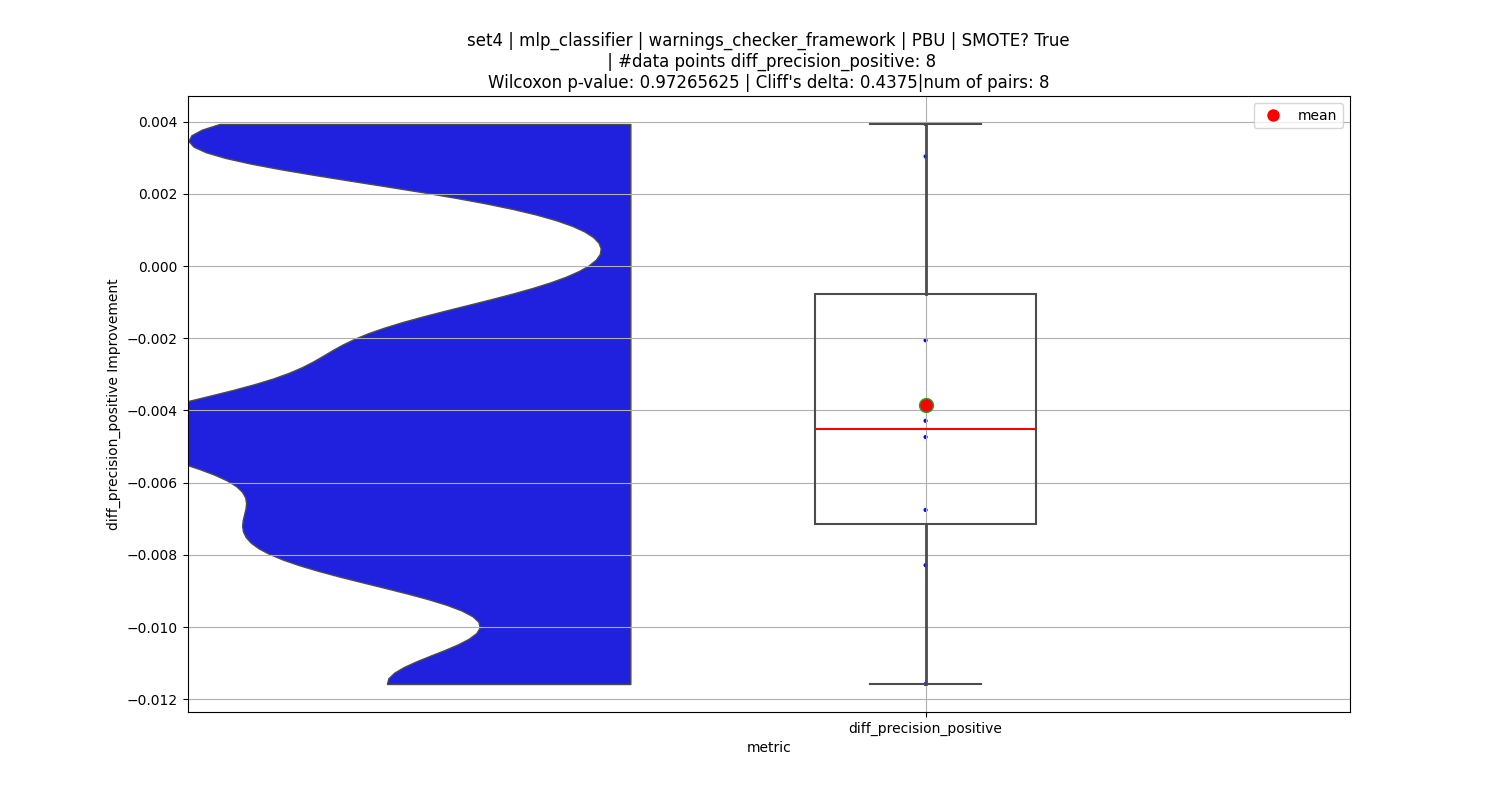 set4 | mlp_classifier | warnings_checker_framework | PBU | SMOTE? True
| #data points diff_precision_positive: 8
Wilcoxon p-value: 0.97265625 | Cliff's delta: 0.4375|num of pairs: 8
mean
0.004
0.002
0.000
−0.002
−0.004
−0.006
−0.008
−0.010
−0.012
diff_precision_positive Improvement
diff_precision_positive
metric